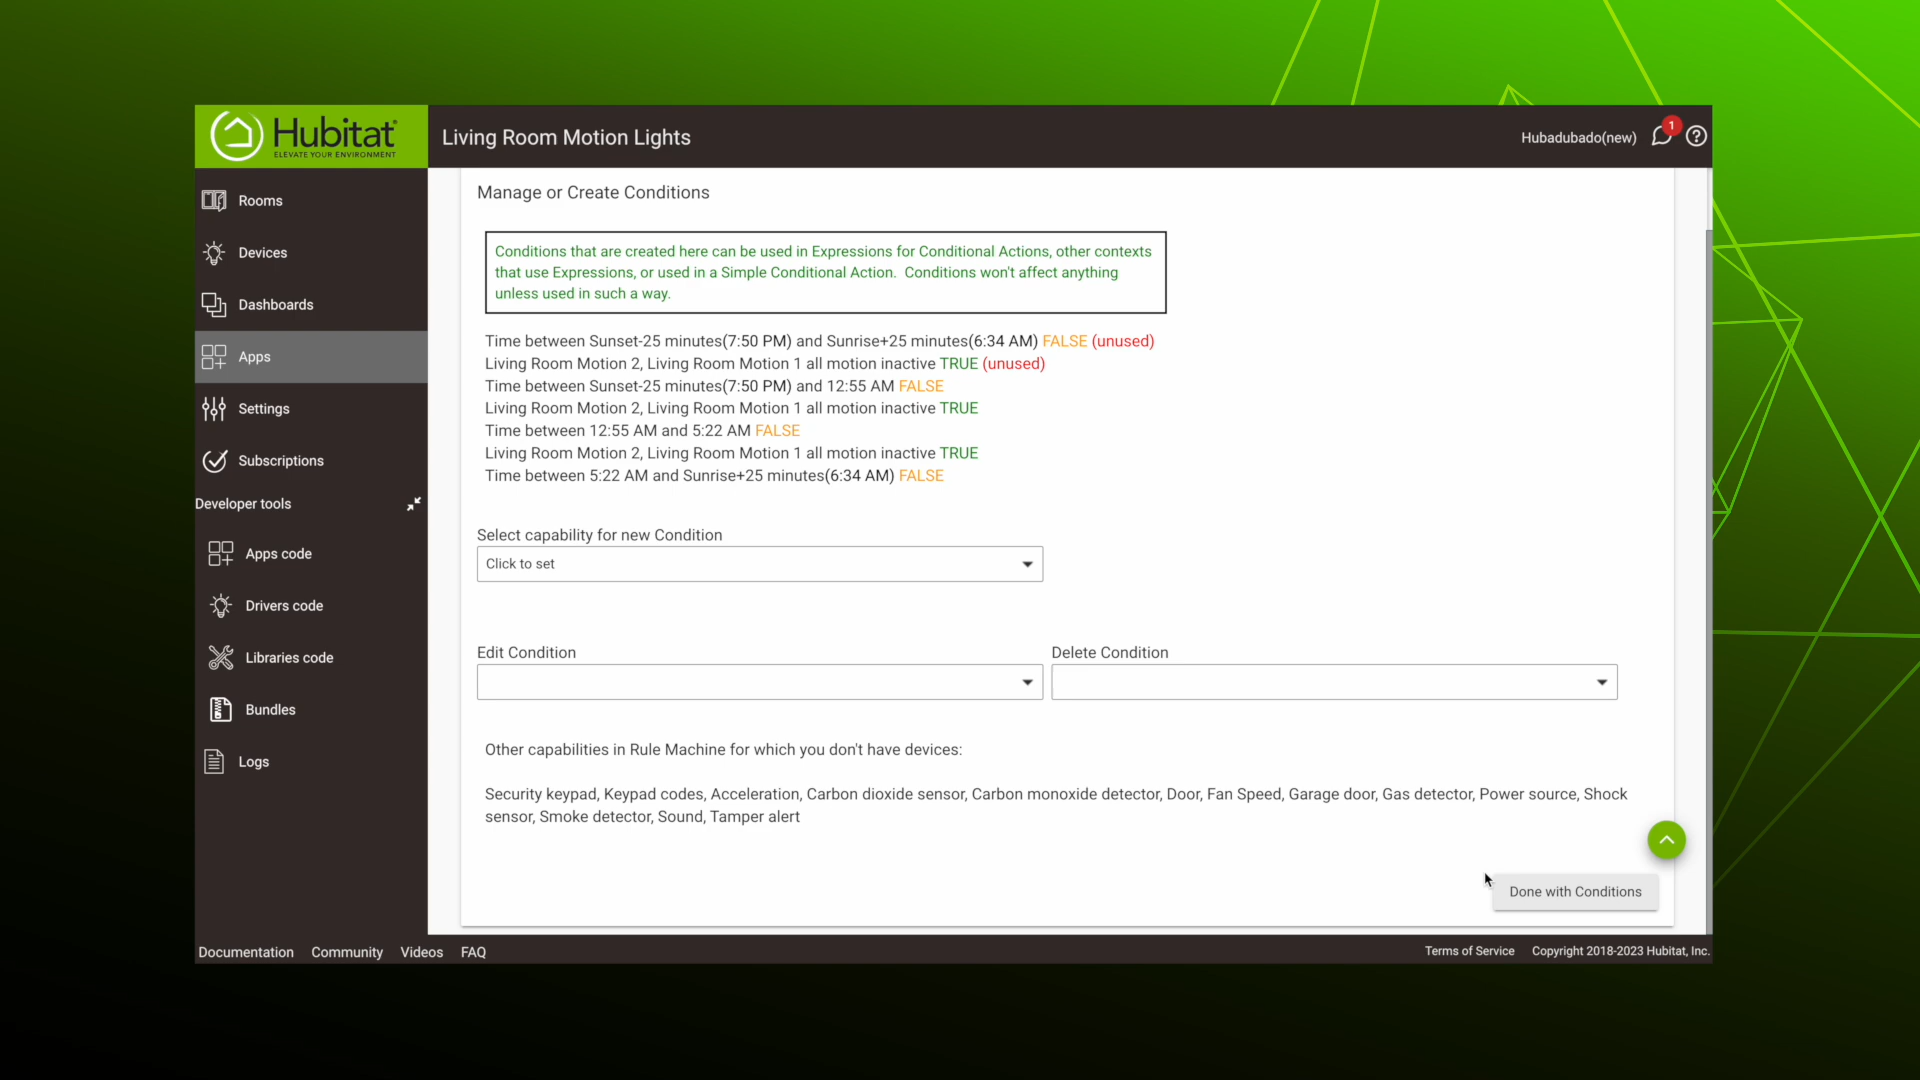 Hubitat®
ELEVATE YOUR ENVIRONMENT
Living Room Motion Lights
Hubadubado(new)
1
Rooms
Devices
Dashboards
Apps
Settings
Subscriptions
Developer tools
Apps code
Drivers code
Libraries code
Bundles
Logs
Manage or Create Conditions
Conditions that are created here can be used in Expressions for Conditional Actions, other contexts
that use Expressions, or used in a Simple Conditional Action.  Conditions won't affect anything
unless used in such a way.
Time between Sunset-25 minutes(7:50 PM) and Sunrise+25 minutes(6:34 AM) FALSE (unused)
Living Room Motion 2, Living Room Motion 1 all motion inactive TRUE (unused)
Time between Sunset-25 minutes(7:50 PM) and 12:55 AM FALSE
Living Room Motion 2, Living Room Motion 1 all motion inactive TRUE
Time between 12:55 AM and 5:22 AM FALSE
Living Room Motion 2, Living Room Motion 1 all motion inactive TRUE
Time between 5:22 AM and Sunrise+25 minutes(6:34 AM) FALSE
Select capability for new Condition
Click to set
Edit Condition
Delete Condition
Other capabilities in Rule Machine for which you don't have devices:
Security keypad, Keypad codes, Acceleration, Carbon dioxide sensor, Carbon monoxide detector, Door, Fan Speed, Garage door, Gas detector, Power source, Shock
sensor, Smoke detector, Sound, Tamper alert
Done with Conditions
Documentation Community Videos FAQ
Terms of Service Copyright 2018-2023 Hubitat, Inc.